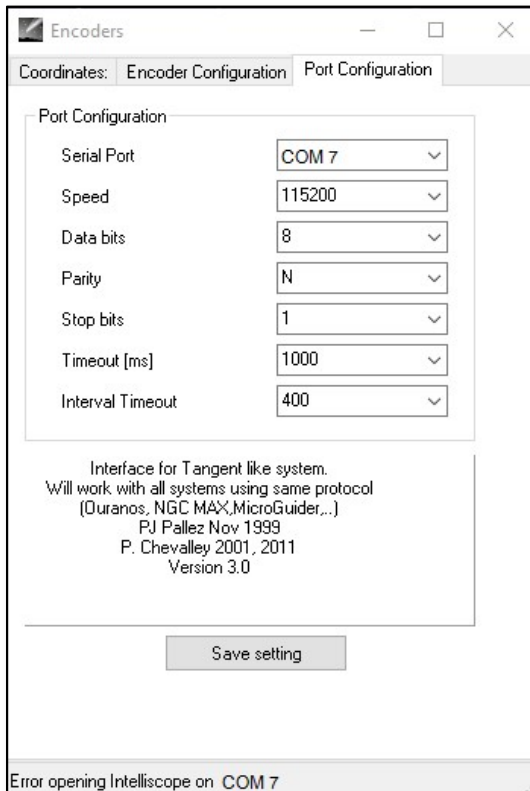 Encoders
Coordinates: Encoder Configuration Port Configuration
Port Configuration
Serial Port COM 7
Speed 115200
Data bits 8
Parity N
Stop bits 1
Timeout [ms] 1000
Interval Timeout 400
Interface for Tangent like system.
Will work with all systems using same protocol
(Ouranos, NGC MAX,MicroGuider,..)
PJ Pallez Nov 1999
P. Chevalley 2001, 2011
Version 3.0
Save setting
Error opening Intelliscope on COM 7